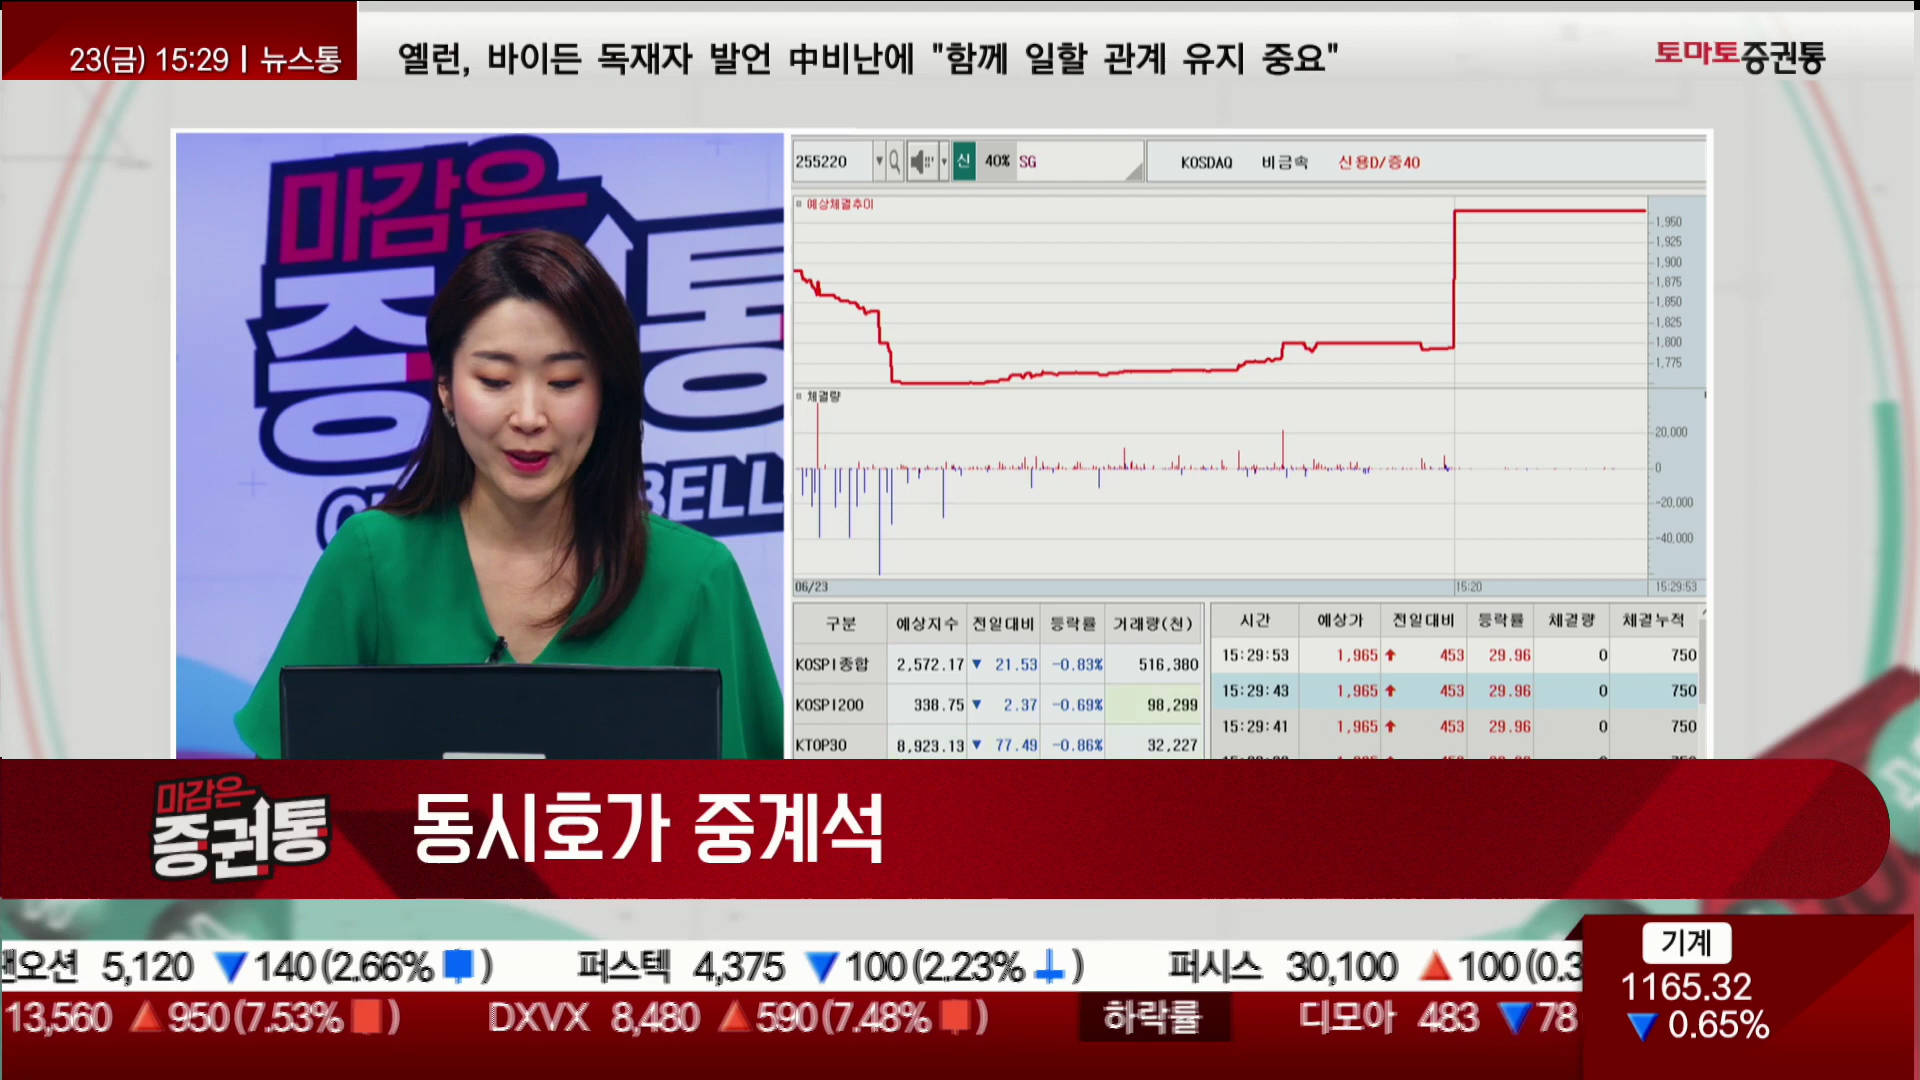 23(금) 15:29 | 뉴스통
옐런, 바이든 독재자 발언 中비난에 "함께 일할 관계 유지 중요"
토마토증권통
마감은
증
통
BELL
255220
신 40% SG
KOSDAQ 비금속 신용D/증40
예상체결추이
1,950
1,925
1,900
1,875
1,850
1,825
1,800
1,775
체결량
20,000
0
-20,000
-40,000
06/23
15:20
15:29:53
구분 예상지수 전일대비 등락률 거래량(천)
KOSPI종합 2,572.17 ▼ 21.53 -0.83% 516,380
KOSPI200 338.75 ▼ 2.37 -0.69% 98,299
KTOP30 8,923.13 ▼ 77.49 -0.86% 32,227
시간 예상가 전일대비 등락률 체결량 체결누적
15:29:53 1,965 ↑ 453 29.96 0 750
15:29:43 1,965 ↑ 453 29.96 0 750
15:29:41 1,965 ↑ 453 29.96 0 750
마감은
증권통
동시호가 중계석
팬오션 5,120 ▼140(2.66% ) 퍼스텍 4,375 ▼100(2.23% ) 퍼시스 30,100 ▲100(0.3
13,560 ▲950(7.53% ) DXVX 8,480 ▲590(7.48% ) 하락률 디모아 483 ▼78
기계
1165.32
▼ 0.65%